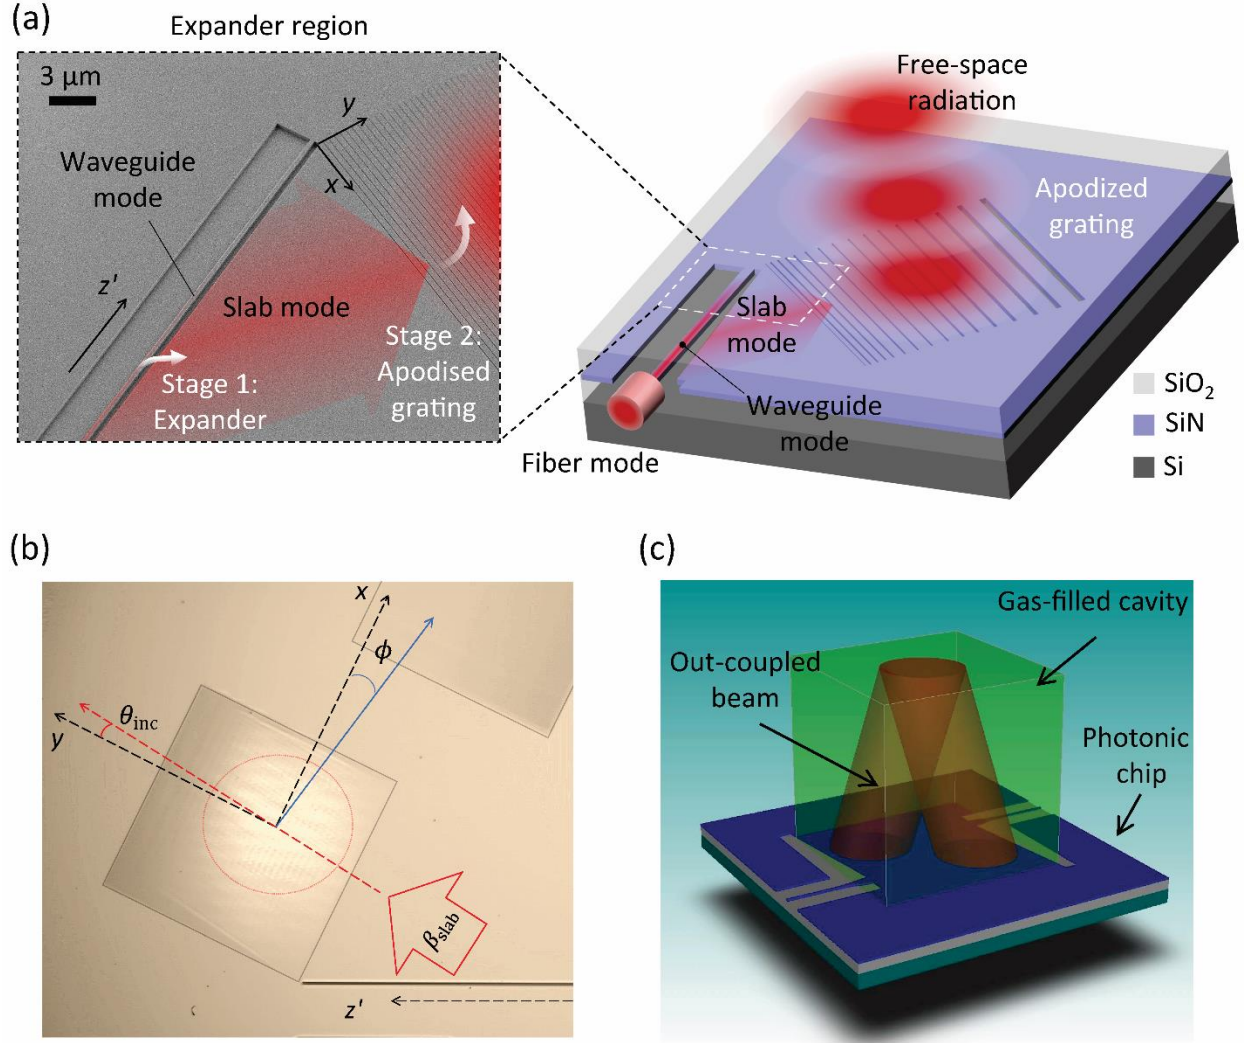 (a)
Expander region
3 µm
y
x
Waveguide
mode
z'
Slab mode
Stage 1:
Expander
Stage 2:
Apodised
grating
Free-space
radiation
Apodized
grating
Slab
mode
Waveguide
mode
Fiber mode
SiO₂
SiN
Si
(b)
x
ϕ
θinc
y
βslab
z'
(c)
Gas-filled cavity
Out-coupled
beam
Photonic
chip